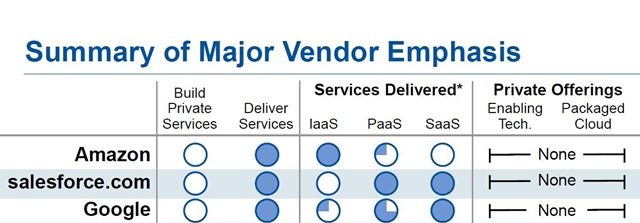 Summary of Major Vendor Emphasis
Services Delivered* Private Offerings
Build Private Services Deliver Services IaaS PaaS SaaS Enabling Tech. Packaged Cloud
Amazon None
salesforce.com None
Google None